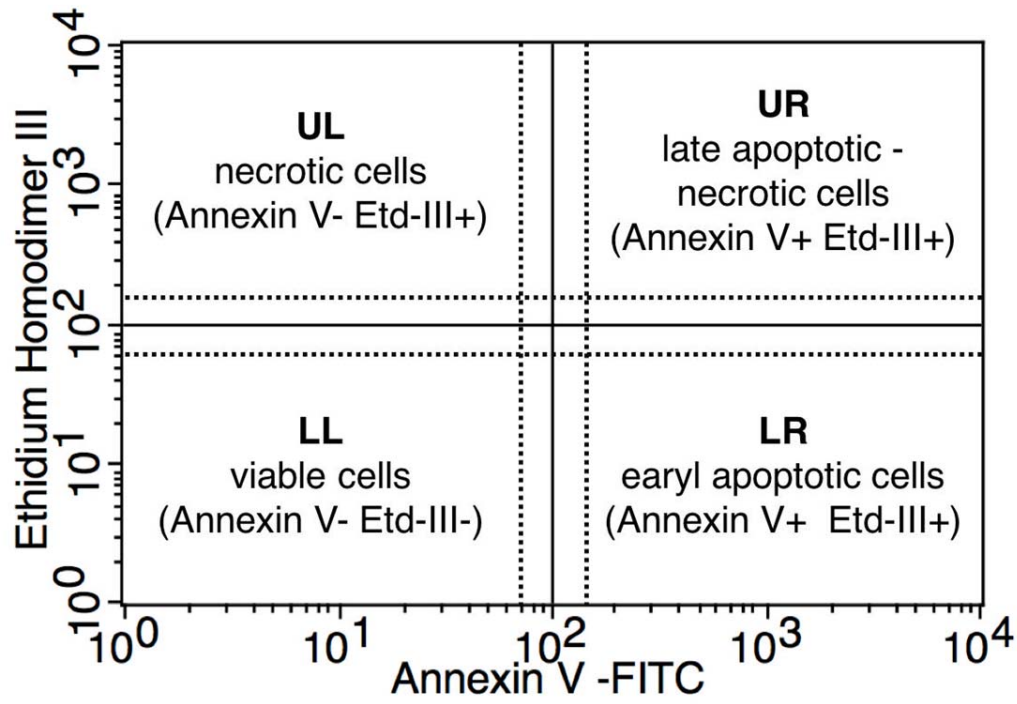 Ethidium Homodimer III
10^4
10^3
10^2
10^1
10^0
UL
necrotic cells
(Annexin V- Etd-III+)
UR
late apoptotic -
necrotic cells
(Annexin V+ Etd-III+)
LL
viable cells
(Annexin V- Etd-III-)
LR
earyl apoptotic cells
(Annexin V+  Etd-III+)
10^0 10^1 10^2 10^3 10^4
Annexin V -FITC